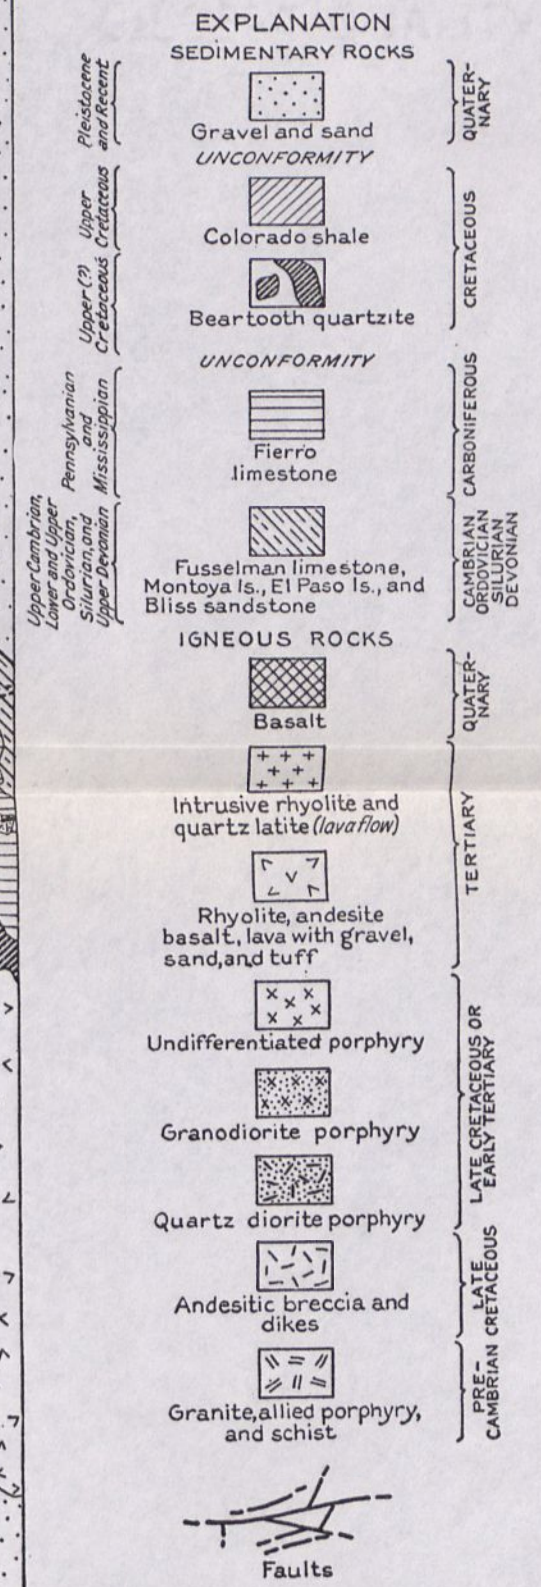 EXPLANATION
SEDIMENTARY ROCKS
Pleistocene
and Recent
Gravel and sand
QUATER-
NARY
UNCONFORMITY
Upper
Cretaceous
Colorado shale
Upper (?)
Cretaceous
Beartooth quartzite
CRETACEOUS
UNCONFORMITY
Pennsylvanian
and
Mississippian
Fierro
limestone
CARBONIFEROUS
Upper Cambrian,
Lower and Upper
Ordovician,
Silurian, and
Upper Devonian
Fusselman limestone,
Montoya ls., El Paso ls., and
Bliss sandstone
CAMBRIAN
ORDOVICIAN
SILURIAN
DEVONIAN
IGNEOUS ROCKS
Basalt
QUATER-
NARY
Intrusive rhyolite and
quartz latite (lava flow)
Rhyolite, andesite
basalt, lava with gravel,
sand, and tuff
TERTIARY
Undifferentiated porphyry
Granodiorite porphyry
Quartz diorite porphyry
LATE CRETACEOUS OR
EARLY TERTIARY
Andesitic breccia and
dikes
LATE
CRETACEOUS
Granite, allied porphyry,
and schist
PRE-
CAMBRIAN
Faults